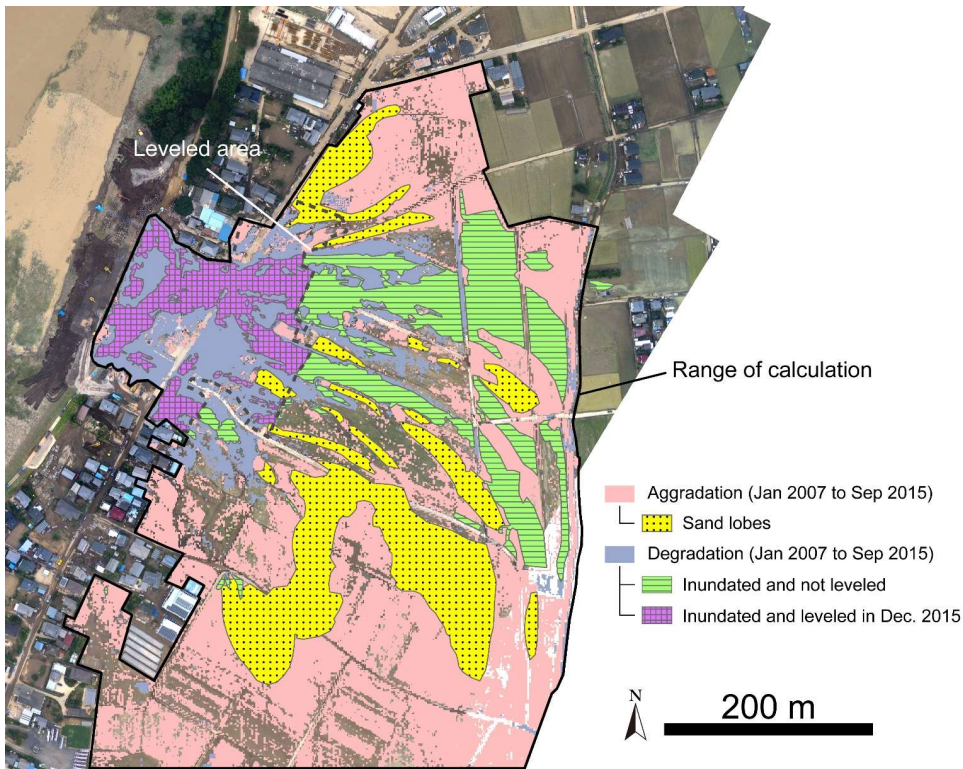 Leveled area
Range of calculation
Aggradation (Jan 2007 to Sep 2015)
Sand lobes
Degradation (Jan 2007 to Sep 2015)
Inundated and not leveled
Inundated and leveled in Dec. 2015
N
200 m